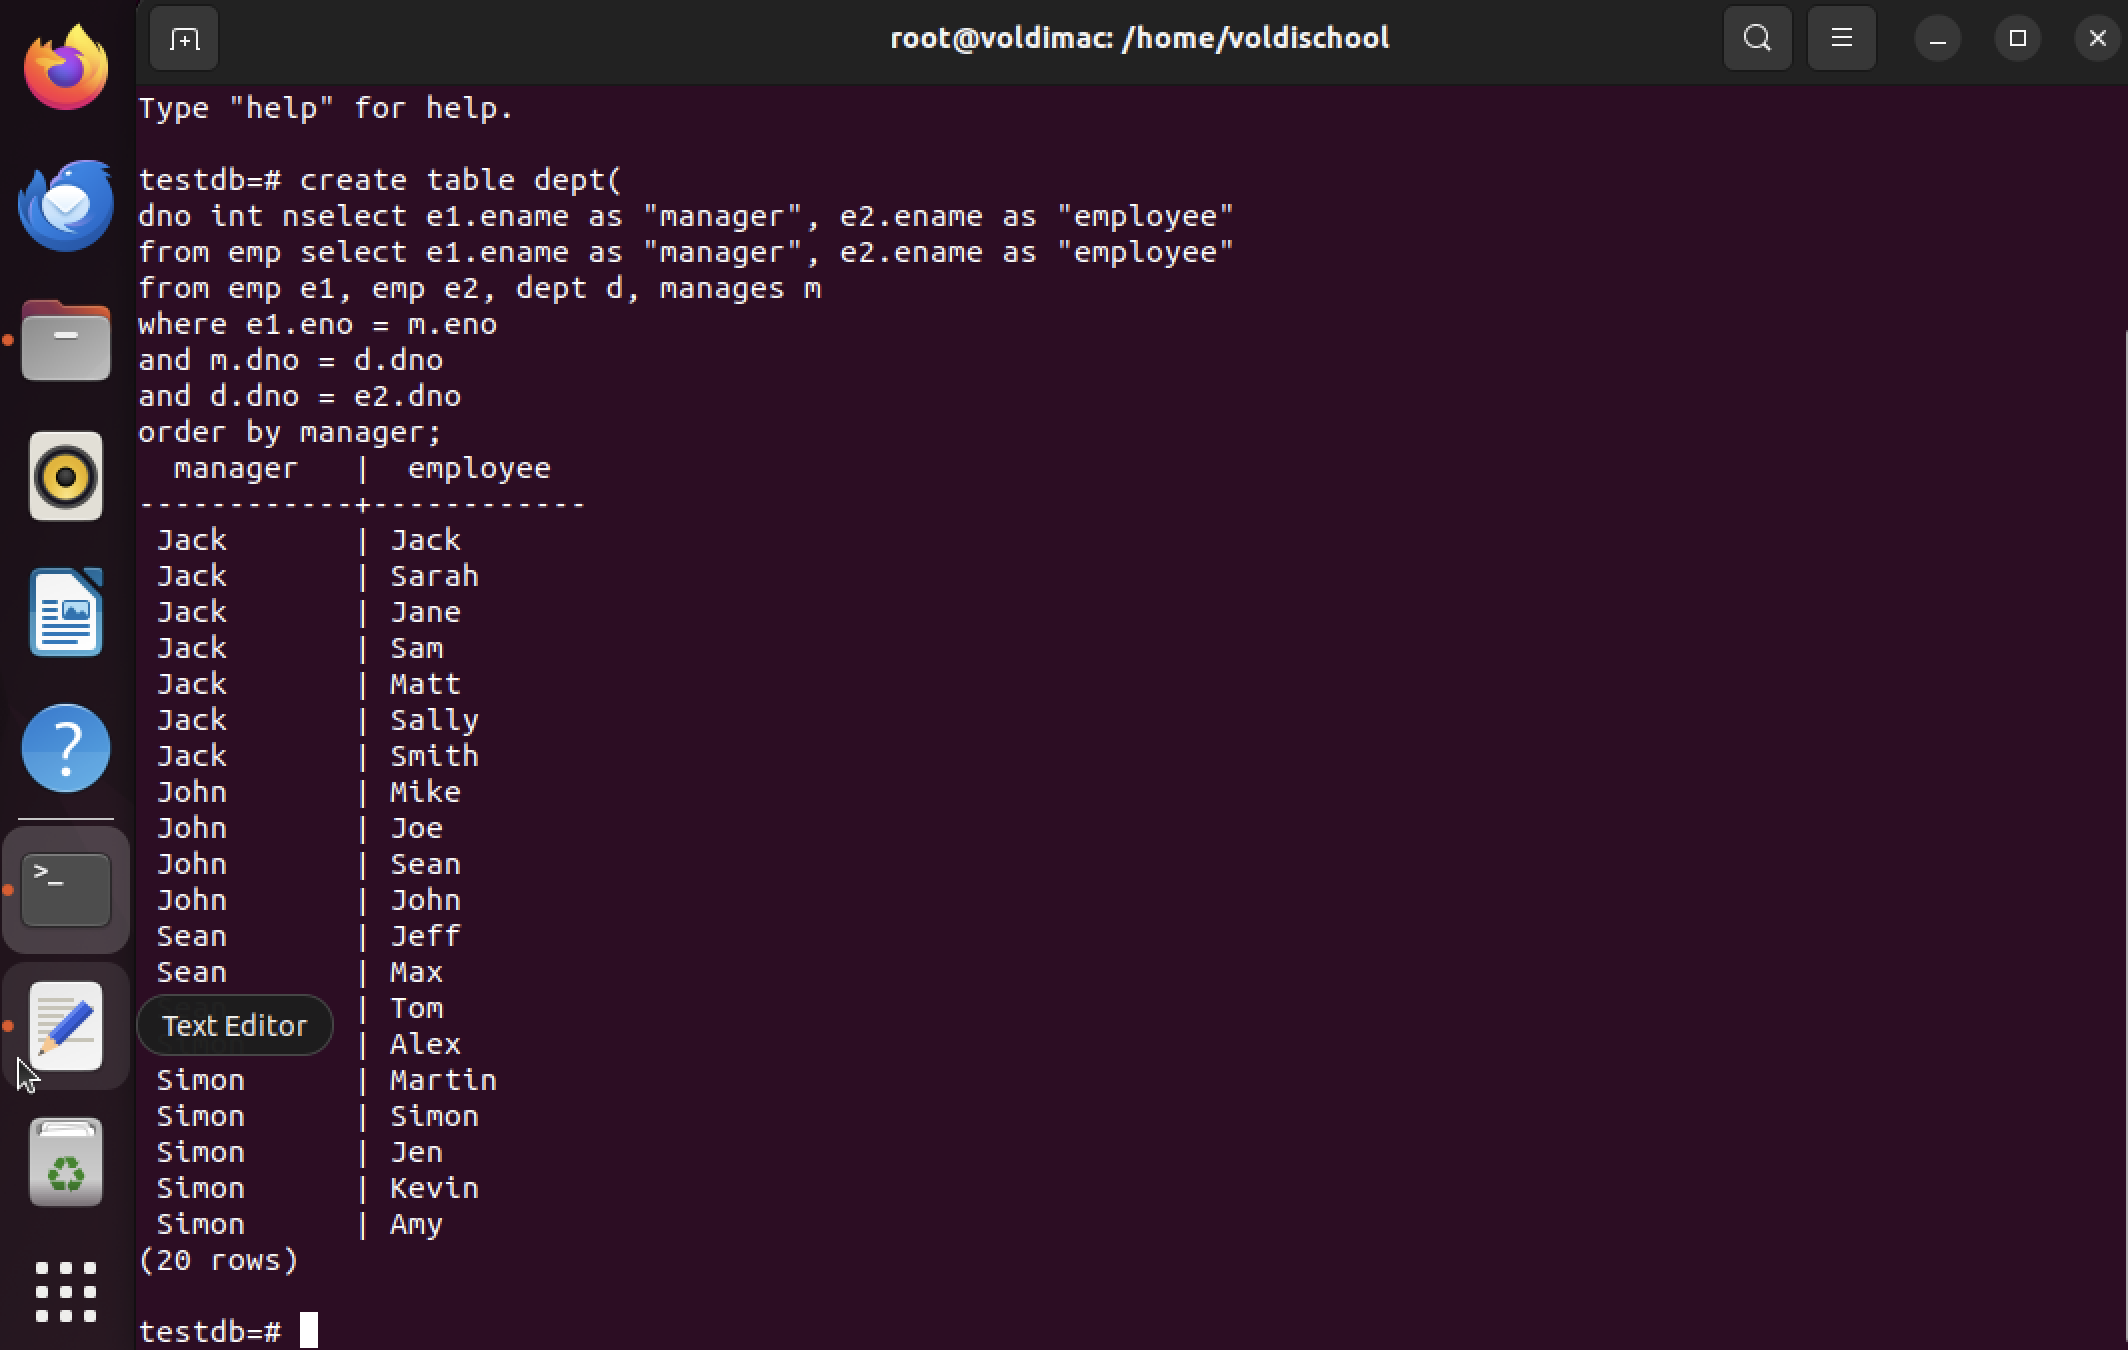 root@voldimac: /home/voldischool
Type "help" for help.
testdb=# create table dept(
dno int nselect e1.ename as "manager", e2.ename as "employee"
from emp select e1.ename as "manager", e2.ename as "employee"
from emp e1, emp e2, dept d, manages m
where e1.eno = m.eno
and m.dno = d.dno
and d.dno = e2.dno
order by manager;
manager | employee
------------+------------
Jack | Jack
Jack | Sarah
Jack | Jane
Jack | Sam
Jack | Matt
Jack | Sally
Jack | Smith
John | Mike
John | Joe
John | Sean
John | John
Sean | Jeff
Sean | Max
| Tom
Text Editor
| Alex
Simon | Martin
Simon | Simon
Simon | Jen
Simon | Kevin
Simon | Amy
(20 rows)
testdb=#